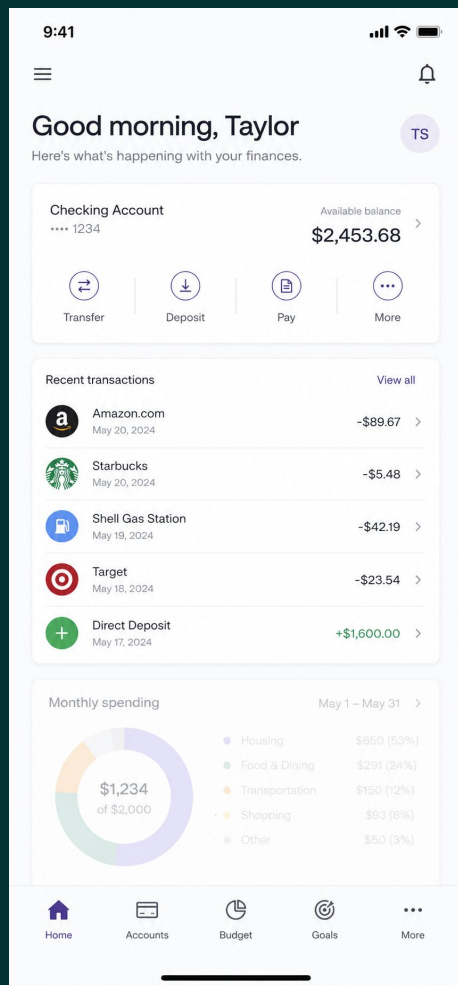 9:41
Good morning, Taylor
TS
Here's what's happening with your finances.
Checking Account
•••• 1234
Available balance
$2,453.68
Transfer
Deposit
Pay
More
Recent transactions
View all
a
Amazon.com
May 20, 2024
-$89.67
Starbucks
May 20, 2024
-$5.48
Shell Gas Station
May 19, 2024
-$42.19
Target
May 18, 2024
-$23.54
Direct Deposit
May 17, 2024
+$1,600.00
Monthly spending
May 1 – May 31
$1,234
of $2,000
Housing $650 (53%)
Food & Dining $291 (24%)
Transportation $150 (12%)
Shopping $93 (8%)
Other $50 (3%)
Home
Accounts
Budget
Goals
More